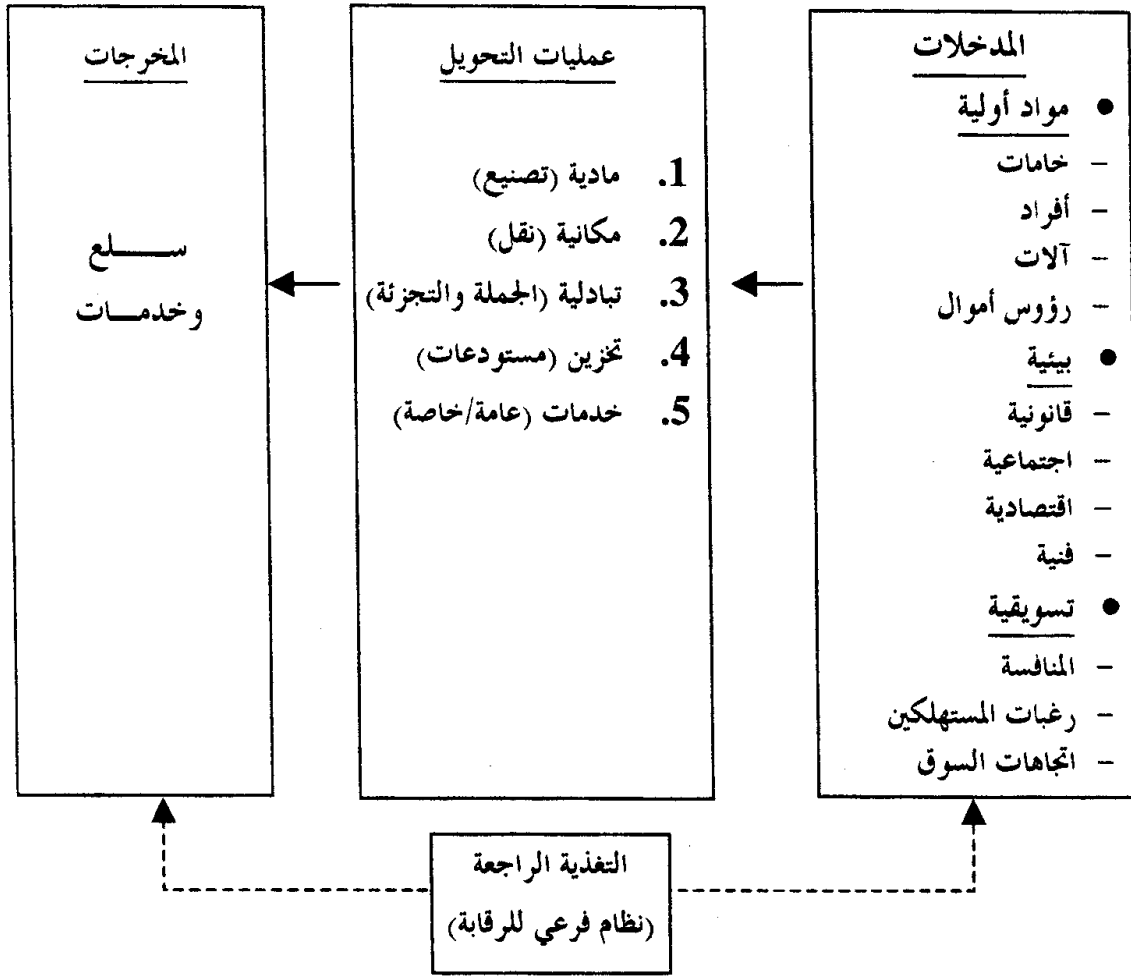 المدخلات
● مواد أولية
– خامات
– أفراد
– آلات
– رؤوس أموال
● بيئية
– قانونية
– اجتماعية
– اقتصادية
– فنية
● تسويقية
– المنافسة
– رغبات المستهلكين
– اتجاهات السوق
عمليات التحويل
1. مادية (تصنيع)
2. مكانية (نقل)
3. تبادلية (الجملة والتجزئة)
4. تخزين (مستودعات)
5. خدمات (عامة/خاصة)
المخرجات
ســـــلع
وخدمـــات
التغذية الراجعة
(نظام فرعي للرقابة)